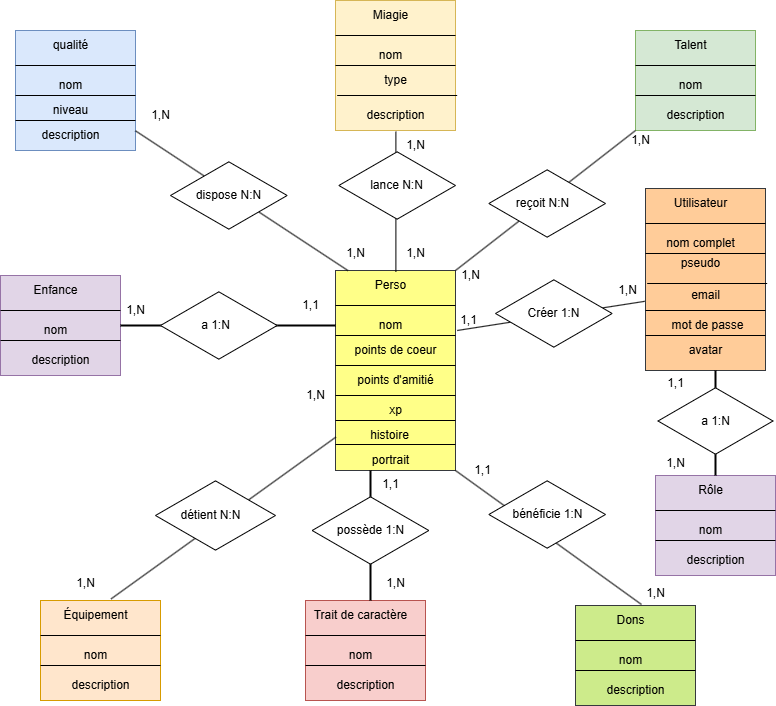 Miagie
nom
type
description
qualité
nom
niveau
description
Talent
nom
description
1,N
1,N
1,N
dispose N:N
lance N:N
reçoit N:N
1,N
1,N
1,N
Utilisateur
nom complet
pseudo
email
mot de passe
avatar
Enfance
nom
description
1,N
a 1:N
1,1
Perso
nom
points de coeur
points d'amitié
xp
histoire
portrait
1,1
Créer 1:N
1,N
1,1
a 1:N
1,N
Rôle
nom
description
1,N
détient N:N
1,N
1,1
possède 1:N
1,N
1,1
bénéficie 1:N
1,N
Équipement
nom
description
Trait de caractère
nom
description
Dons
nom
description